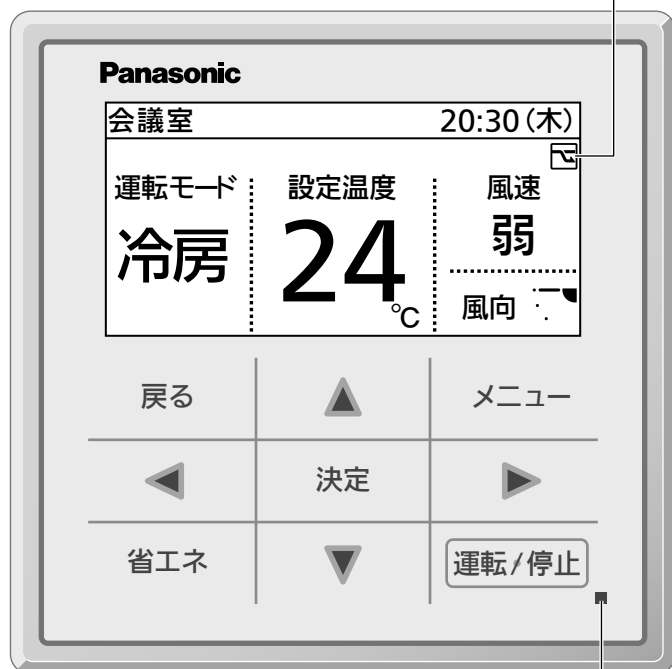 Panasonic
会議室 20:30(木)
運転モード 設定温度 風速
冷房 24℃ 弱
風向
戻る メニュー
決定
省エネ 運転/停止